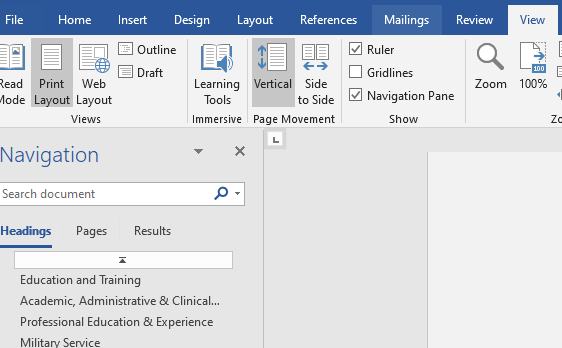 File Home Insert Design Layout References Mailings Review View
Read Mode
Print Layout
Web Layout
Outline
Draft
Views
Learning Tools
Immersive
Vertical
Side to Side
Page Movement
Ruler
Gridlines
Navigation Pane
Show
Zoom
100
100%
Zo
Navigation
Search document
Headings Pages Results
Education and Training
Academic, Administrative & Clinical...
Professional Education & Experience
Military Service